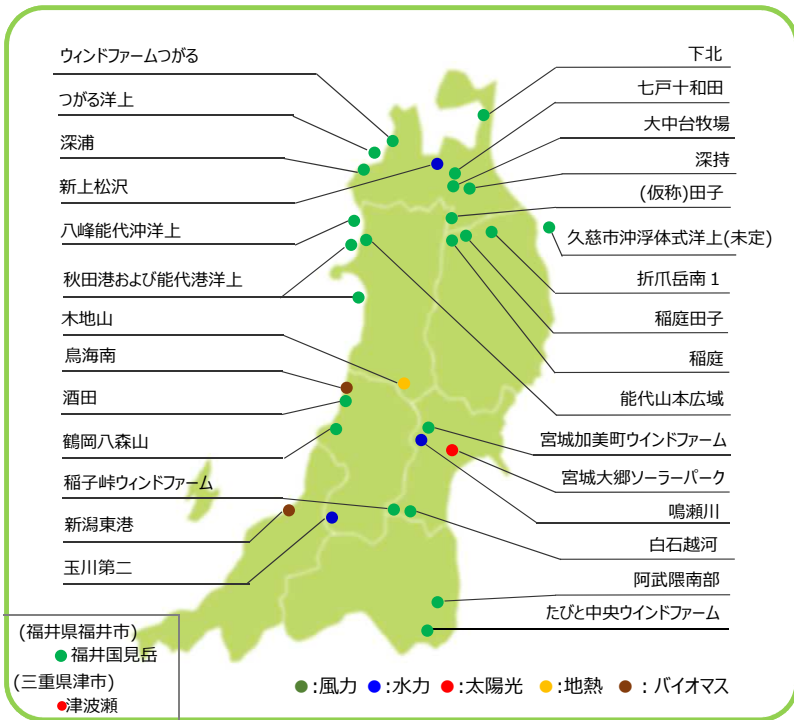 ウィンドファームつがる
つがる洋上
深浦
新上松沢
八峰能代沖洋上
秋田港および能代港洋上
木地山
鳥海南
酒田
鶴岡八森山
稲子峠ウィンドファーム
新潟東港
玉川第二
下北
七戸十和田
大中台牧場
深持
(仮称)田子
久慈市沖浮体式洋上(未定)
折爪岳南1
稲庭田子
稲庭
能代山本広域
宮城加美町ウインドファーム
宮城大郷ソーラーパーク
鳴瀬川
白石越河
阿武隈南部
たびと中央ウインドファーム
(福井県福井市)
福井国見岳
(三重県津市)
津波瀬
:風力 :水力 :太陽光 :地熱 : バイオマス